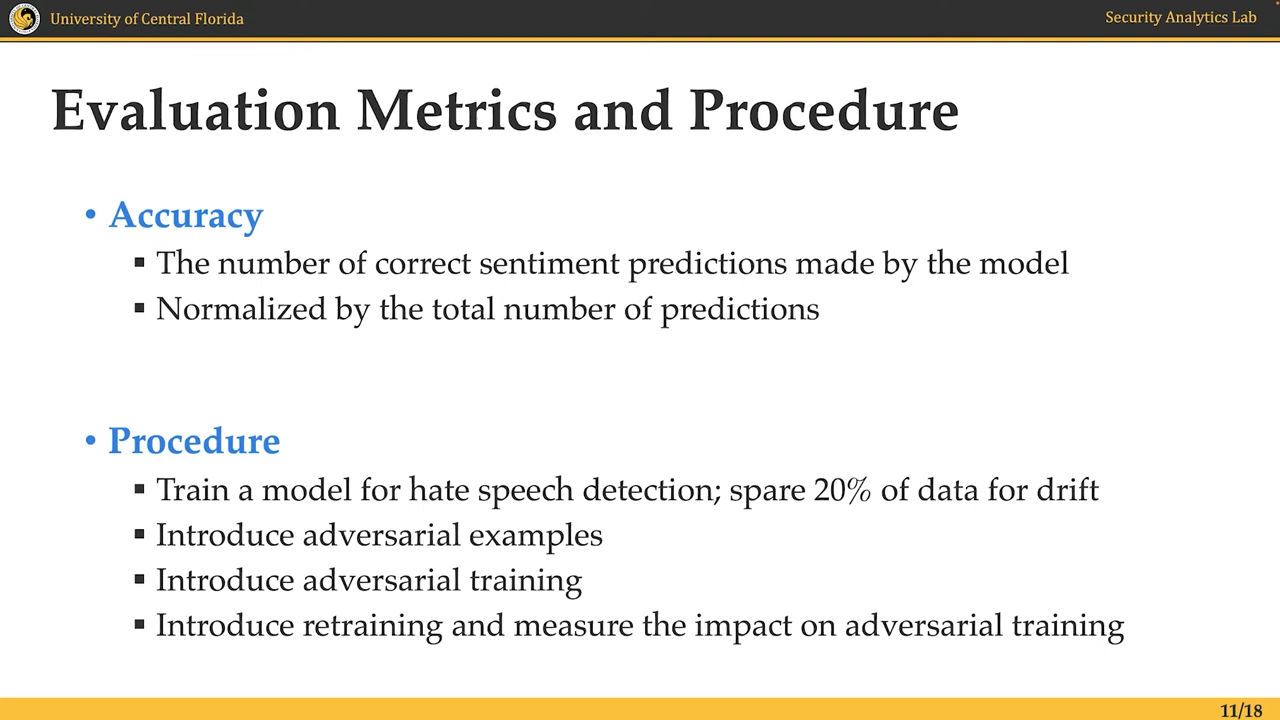 University of Central Florida
Security Analytics Lab
Evaluation Metrics and Procedure
• Accuracy
▪ The number of correct sentiment predictions made by the model
▪ Normalized by the total number of predictions
• Procedure
▪ Train a model for hate speech detection; spare 20% of data for drift
▪ Introduce adversarial examples
▪ Introduce adversarial training
▪ Introduce retraining and measure the impact on adversarial training
11/18